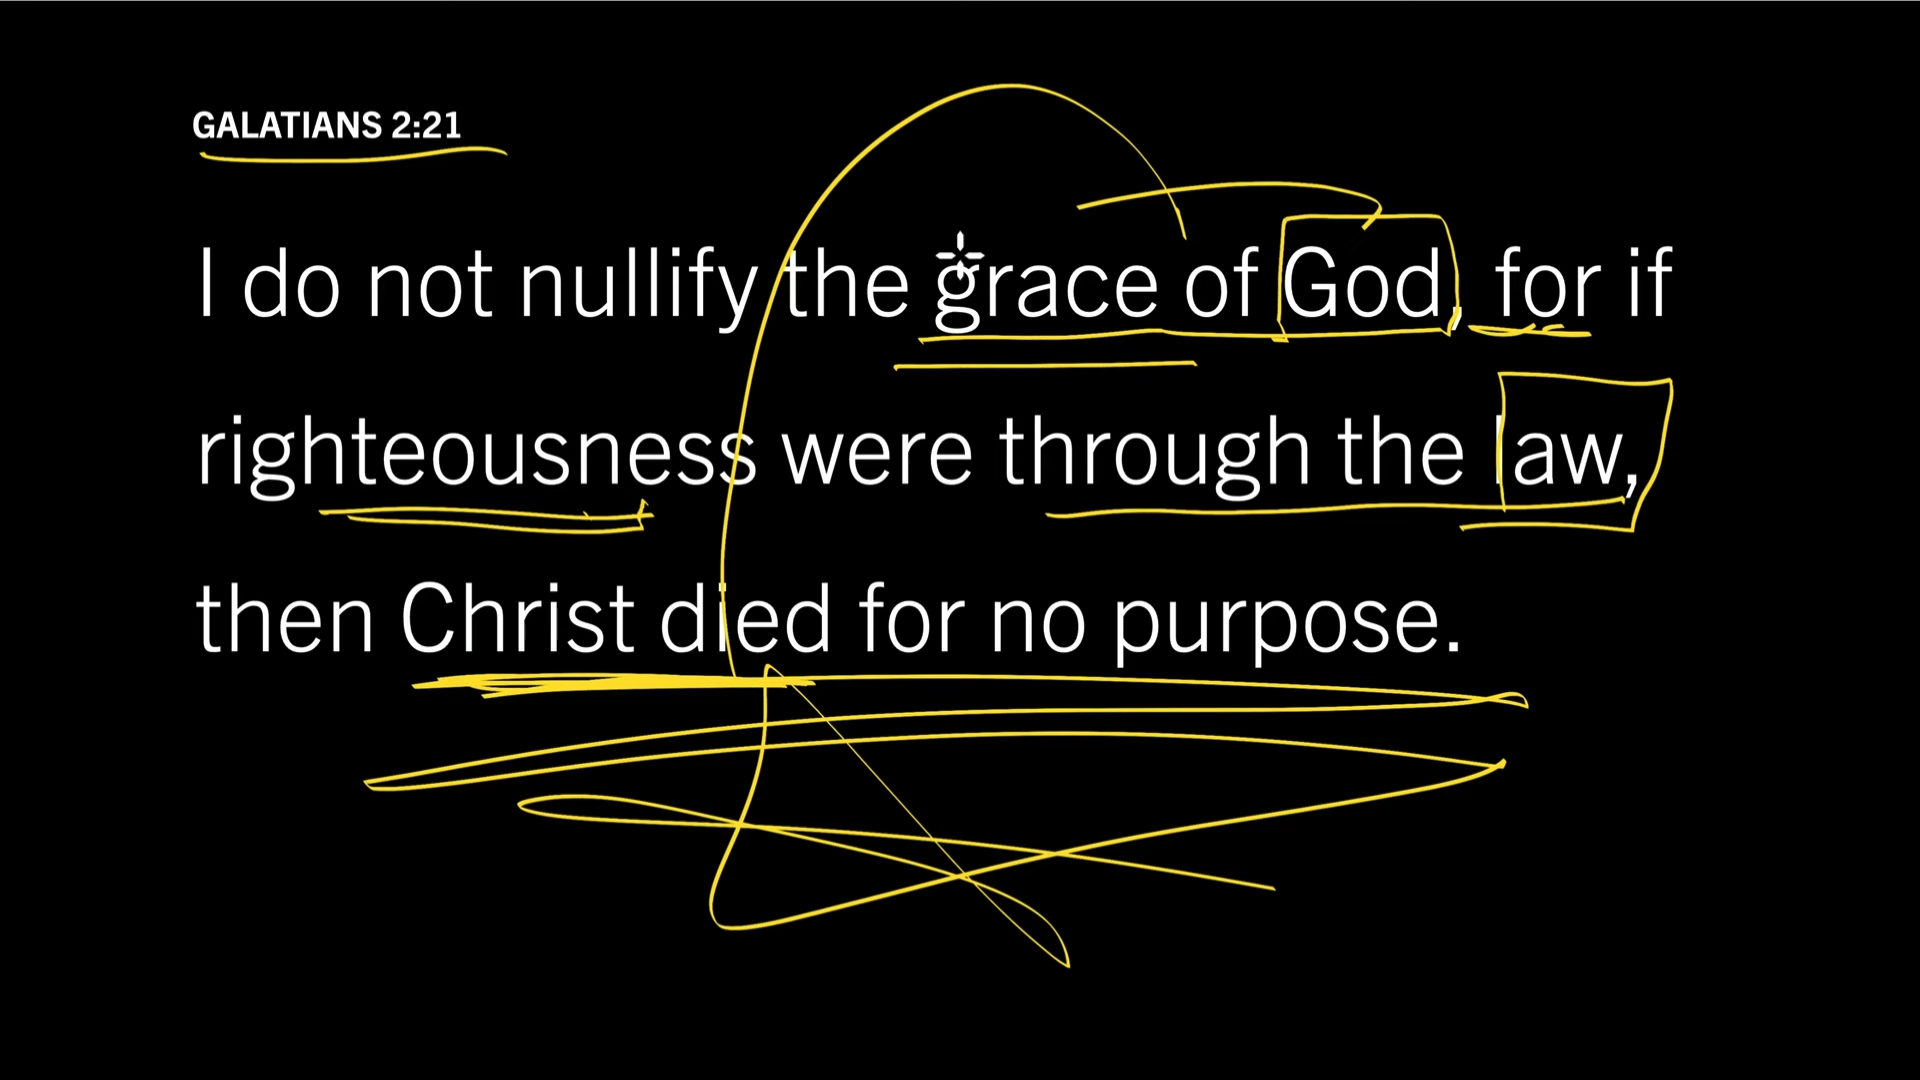 GALATIANS 2:21
I do not nullify the grace of God, for if
righteousness were through the law,
then Christ died for no purpose.